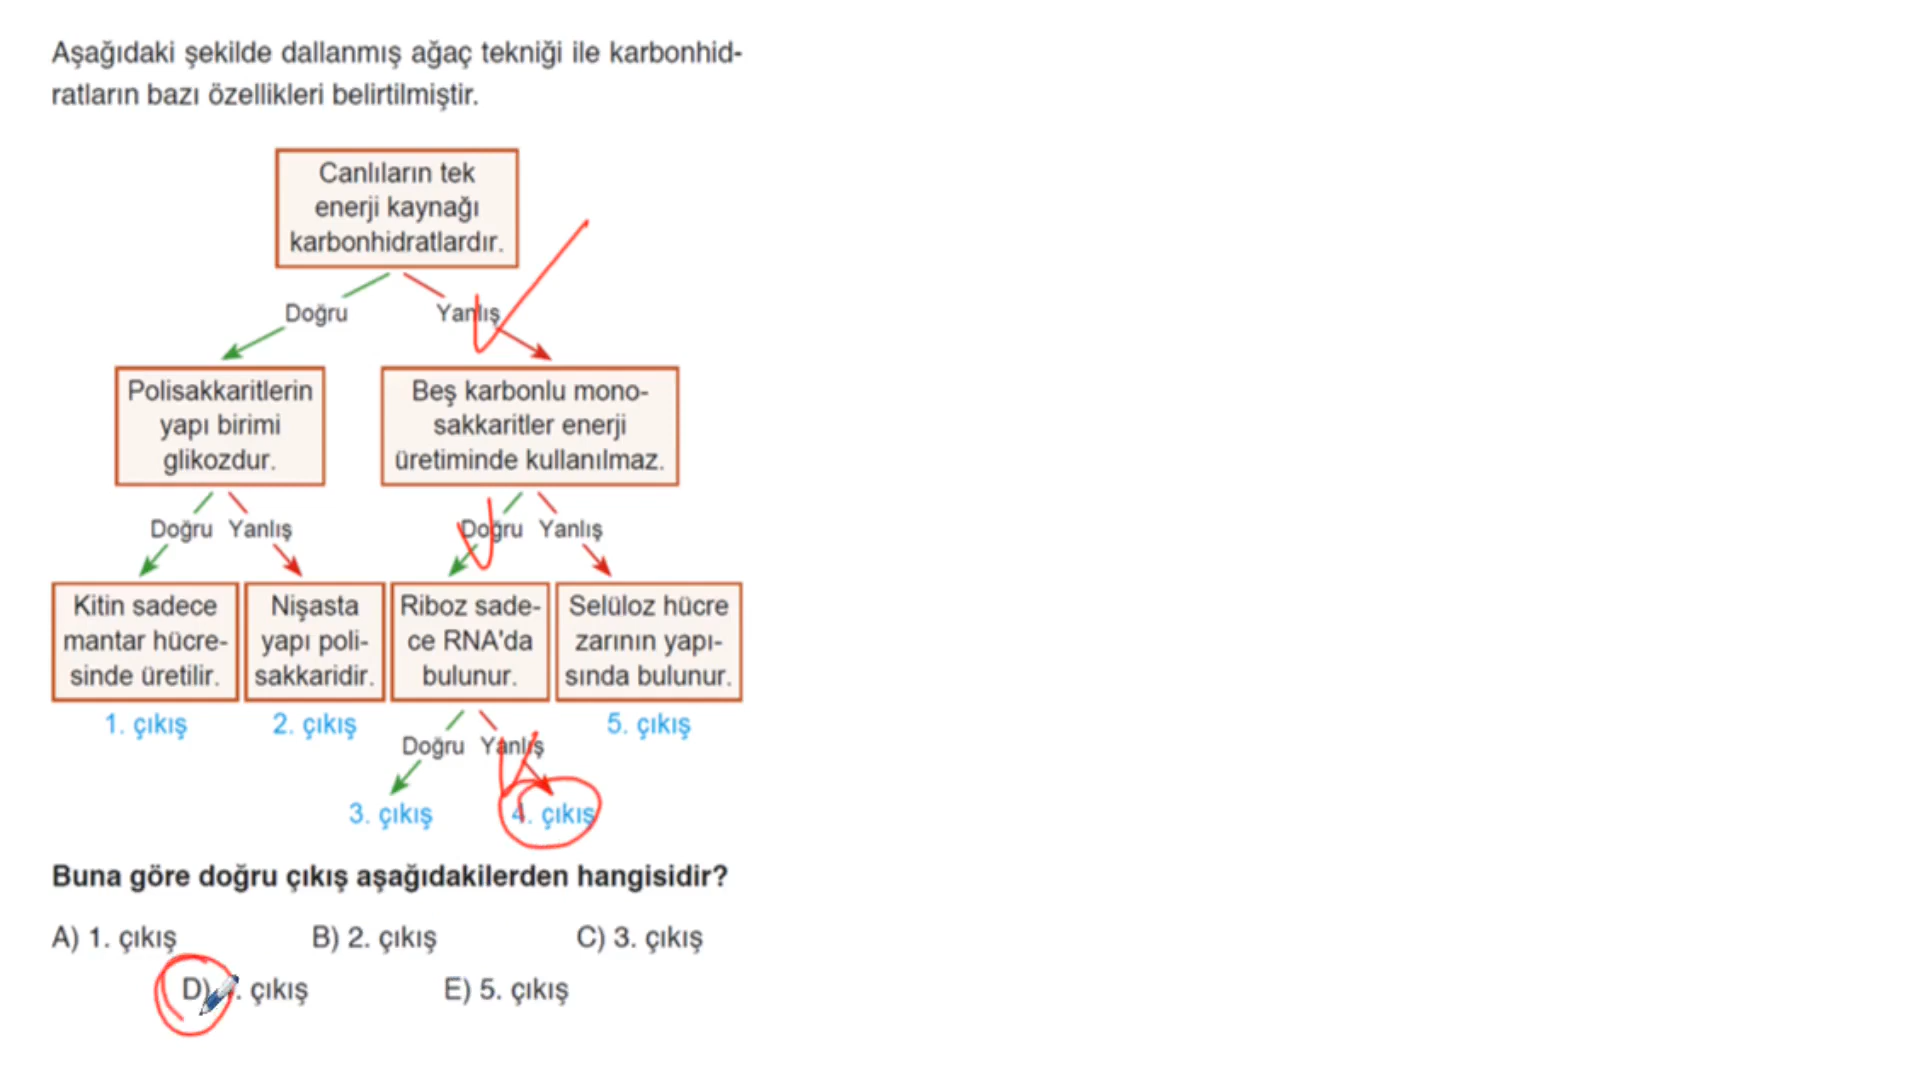 Aşağıdaki şekilde dallanmış ağaç tekniği ile karbonhid-
ratların bazı özellikleri belirtilmiştir.
Canlıların tek
enerji kaynağı
karbonhidratlardır.
Doğru Yanlış
Polisakkaritlerin
yapı birimi
glikozdur.
Beş karbonlu mono-
sakkaritler enerji
üretiminde kullanılmaz.
Doğru Yanlış
Doğru Yanlış
Kitin sadece
mantar hücre-
sinde üretilir.
1. çıkış
Nişasta
yapı poli-
sakkaridir.
2. çıkış
Riboz sade-
ce RNA'da
bulunur.
Selüloz hücre
zarının yapı-
sında bulunur.
5. çıkış
Doğru Yanlış
3. çıkış
4. çıkış
Buna göre doğru çıkış aşağıdakilerden hangisidir?
A) 1. çıkış B) 2. çıkış C) 3. çıkış
D) 4. çıkış E) 5. çıkış